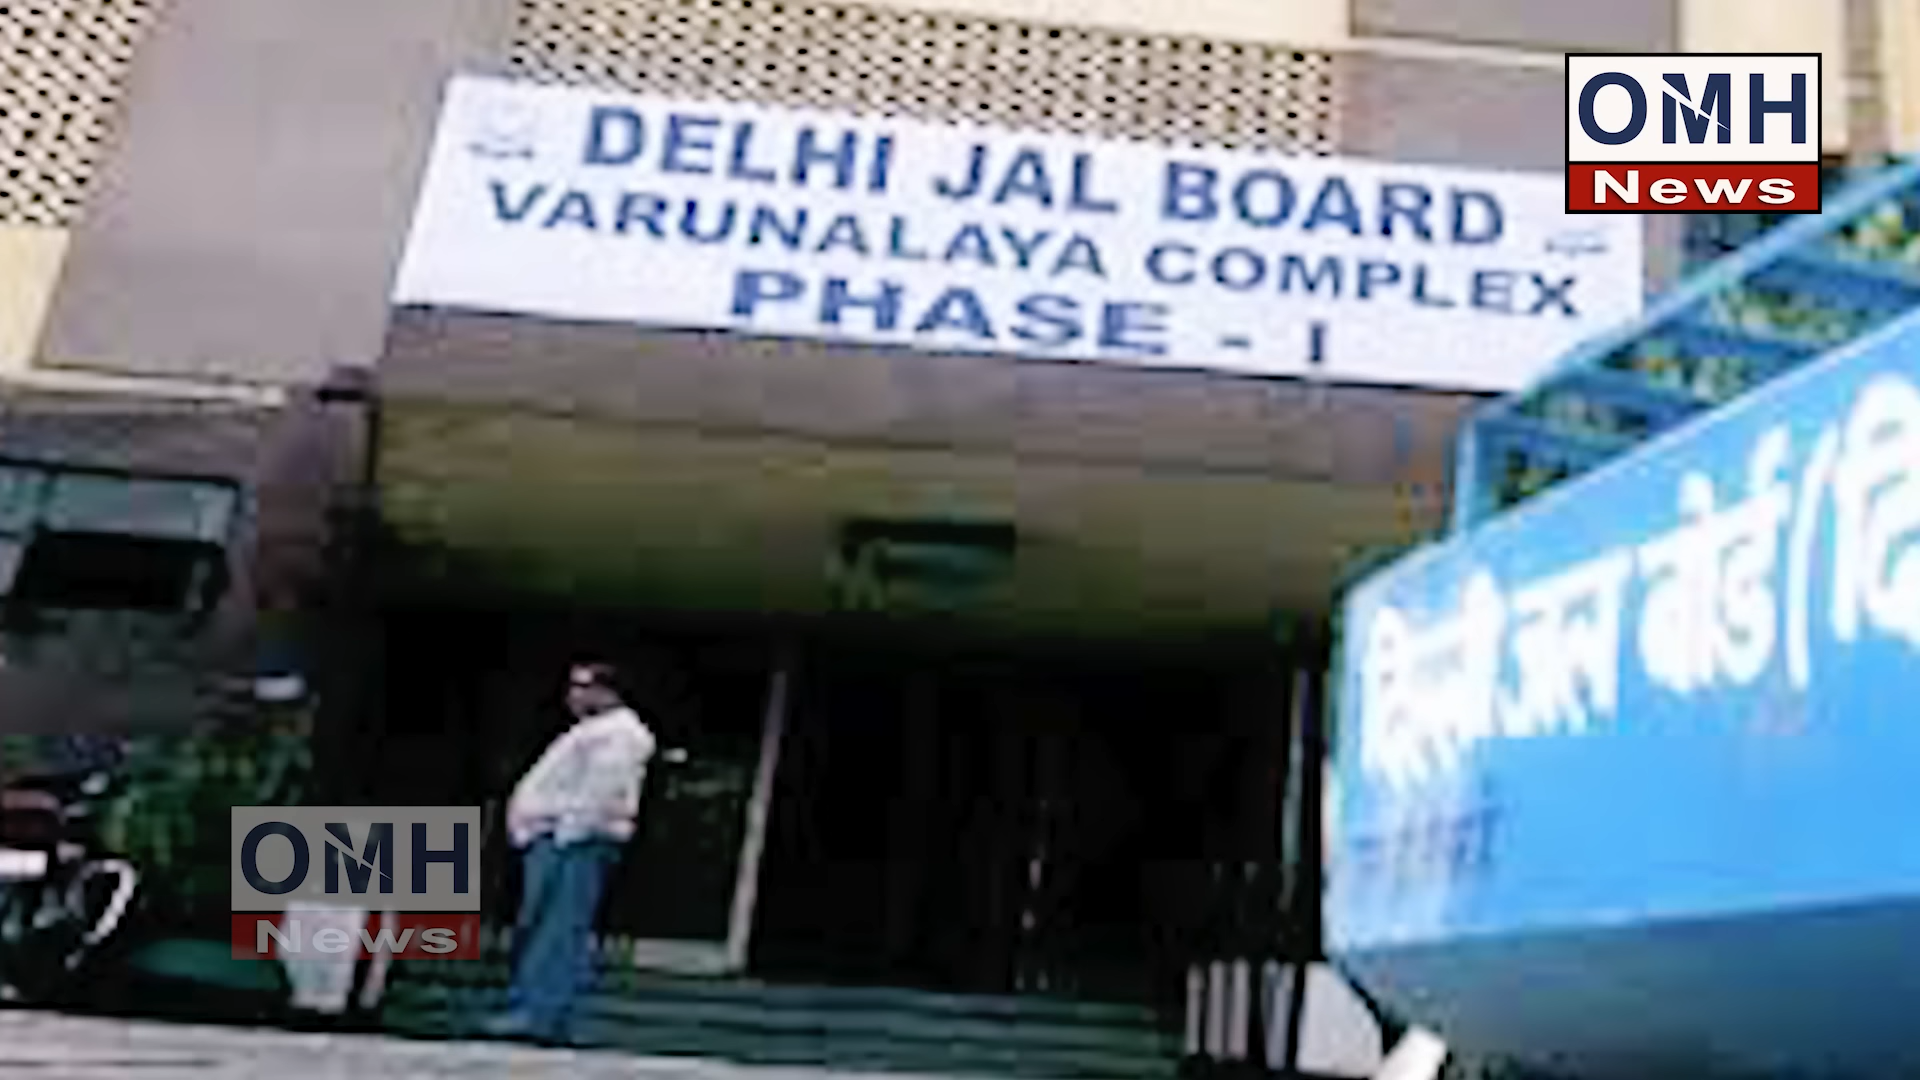 OMH
News
DELHI JAL BOARD
VARUNALAYA COMPLEX
PHASE - I
दिल्ली जल बोर्ड / दि
OMH
News